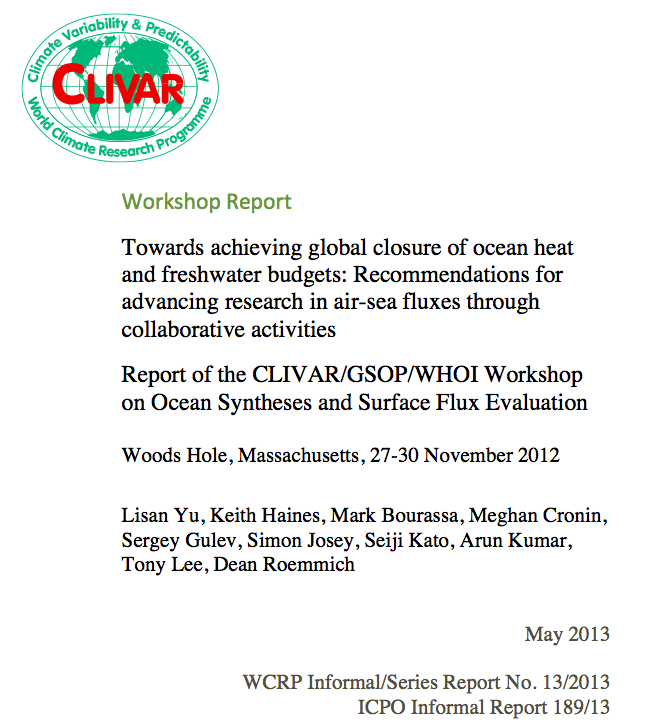 Climate Variability & Predictability
CLIVAR
World Climate Research Programme
Workshop Report
Towards achieving global closure of ocean heat
and freshwater budgets: Recommendations for
advancing research in air-sea fluxes through
collaborative activities
Report of the CLIVAR/GSOP/WHOI Workshop
on Ocean Syntheses and Surface Flux Evaluation
Woods Hole, Massachusetts, 27-30 November 2012
Lisan Yu, Keith Haines, Mark Bourassa, Meghan Cronin,
Sergey Gulev, Simon Josey, Seiji Kato, Arun Kumar,
Tony Lee, Dean Roemmich
May 2013
WCRP Informal/Series Report No. 13/2013
ICPO Informal Report 189/13